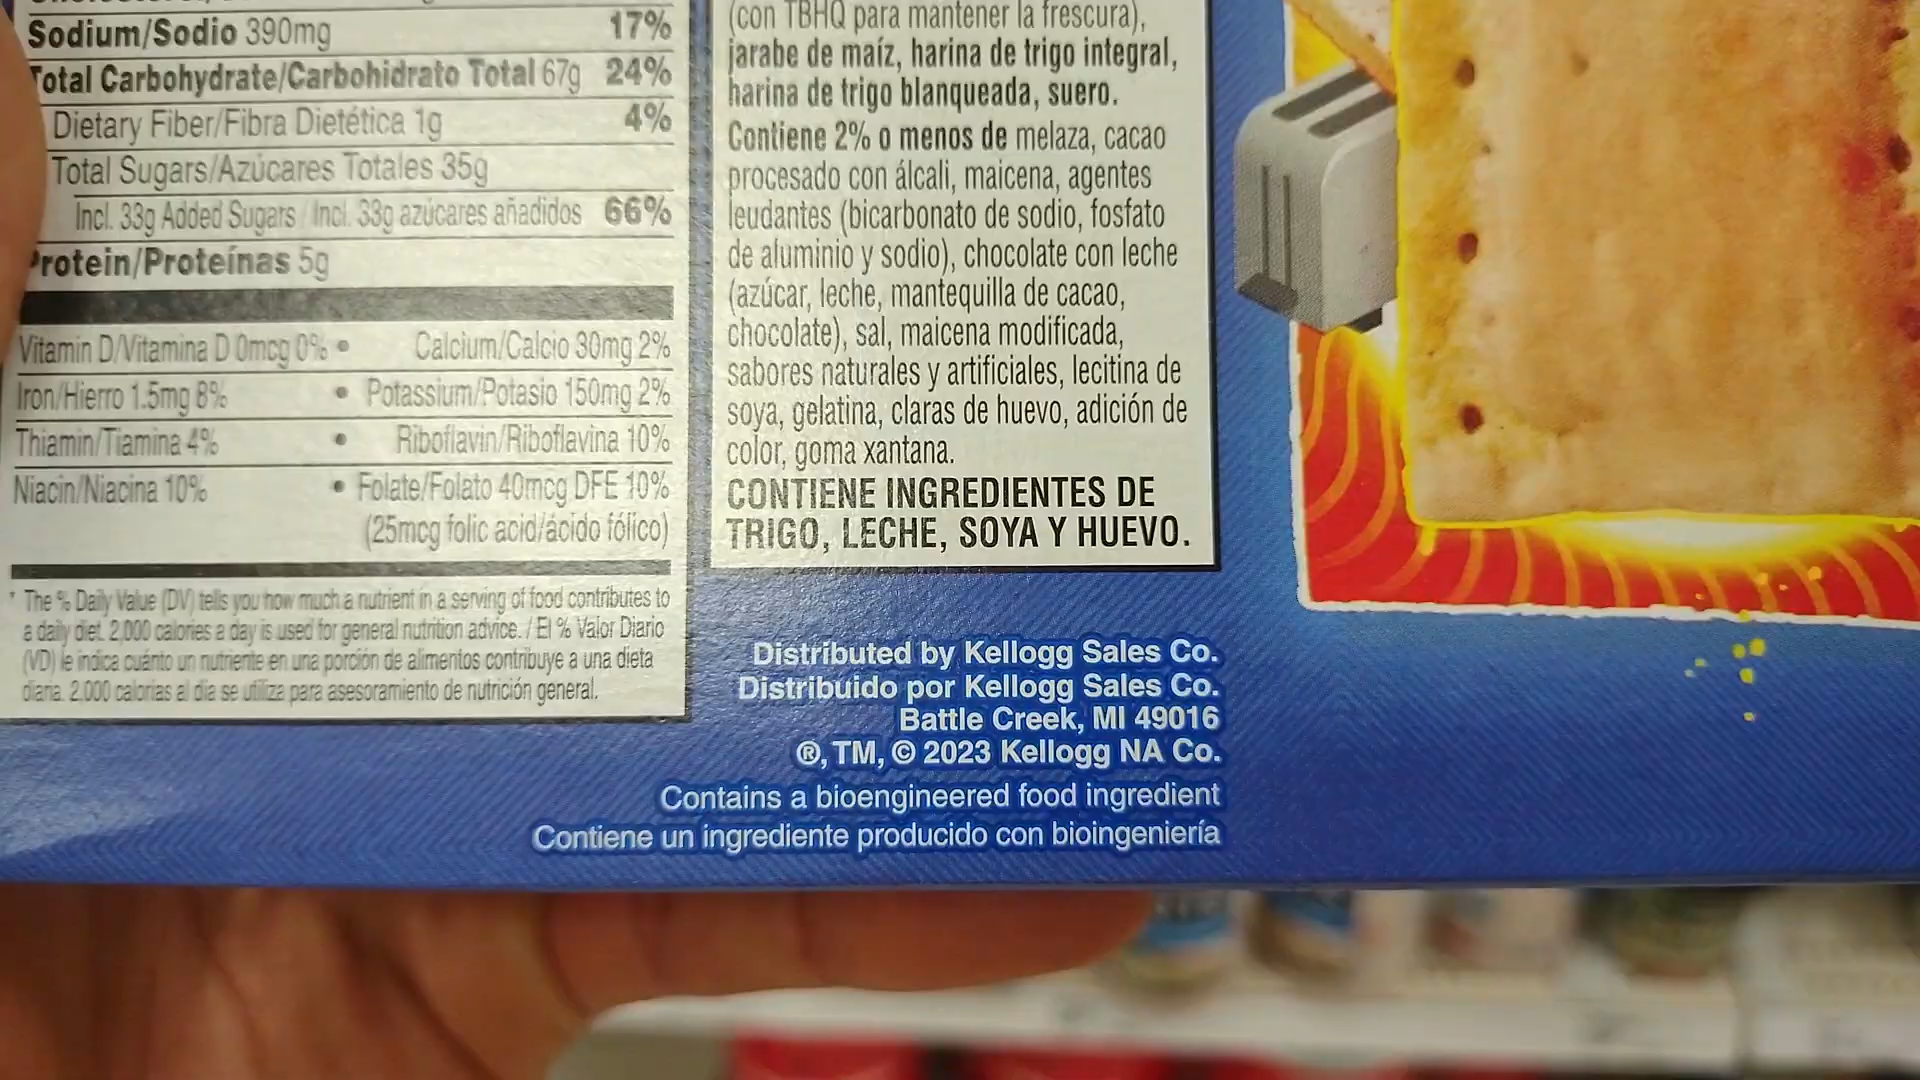 Sodium/Sodio 390mg 17%
Total Carbohydrate/Carbohidrato Total 67g 24%
Dietary Fiber/Fibra Dietética 1g 4%
Total Sugars/Azúcares Totales 35g
Incl. 33g Added Sugars / Incl. 33g azúcares añadidos 66%
Protein/Proteínas 5g
Vitamin D/Vitamina D 0mcg 0% • Calcium/Calcio 30mg 2%
Iron/Hierro 1.5mg 8% • Potassium/Potasio 150mg 2%
Thiamin/Tiamina 4% • Riboflavin/Riboflavina 10%
Niacin/Niacina 10% • Folate/Folato 40mcg DFE 10%
(25mcg folic acid/ácido fólico)
* The % Daily Value (DV) tells you how much a nutrient in a serving of food contributes to
a daily diet. 2,000 calories a day is used for general nutrition advice. / El % Valor Diario
(VD) le indica cuánto un nutriente en una porción de alimentos contribuye a una dieta
diaria. 2.000 calorías al día se utiliza para asesoramiento de nutrición general.
(con TBHQ para mantener la frescura),
jarabe de maíz, harina de trigo integral,
harina de trigo blanqueada, suero.
Contiene 2% o menos de melaza, cacao
procesado con álcali, maicena, agentes
leudantes (bicarbonato de sodio, fosfato
de aluminio y sodio), chocolate con leche
(azúcar, leche, mantequilla de cacao,
chocolate), sal, maicena modificada,
sabores naturales y artificiales, lecitina de
soya, gelatina, claras de huevo, adición de
color, goma xantana.
CONTIENE INGREDIENTES DE
TRIGO, LECHE, SOYA Y HUEVO.
Distributed by Kellogg Sales Co.
Distribuido por Kellogg Sales Co.
Battle Creek, MI 49016
®, TM, © 2023 Kellogg NA Co.
Contains a bioengineered food ingredient
Contiene un ingrediente producido con bioingeniería